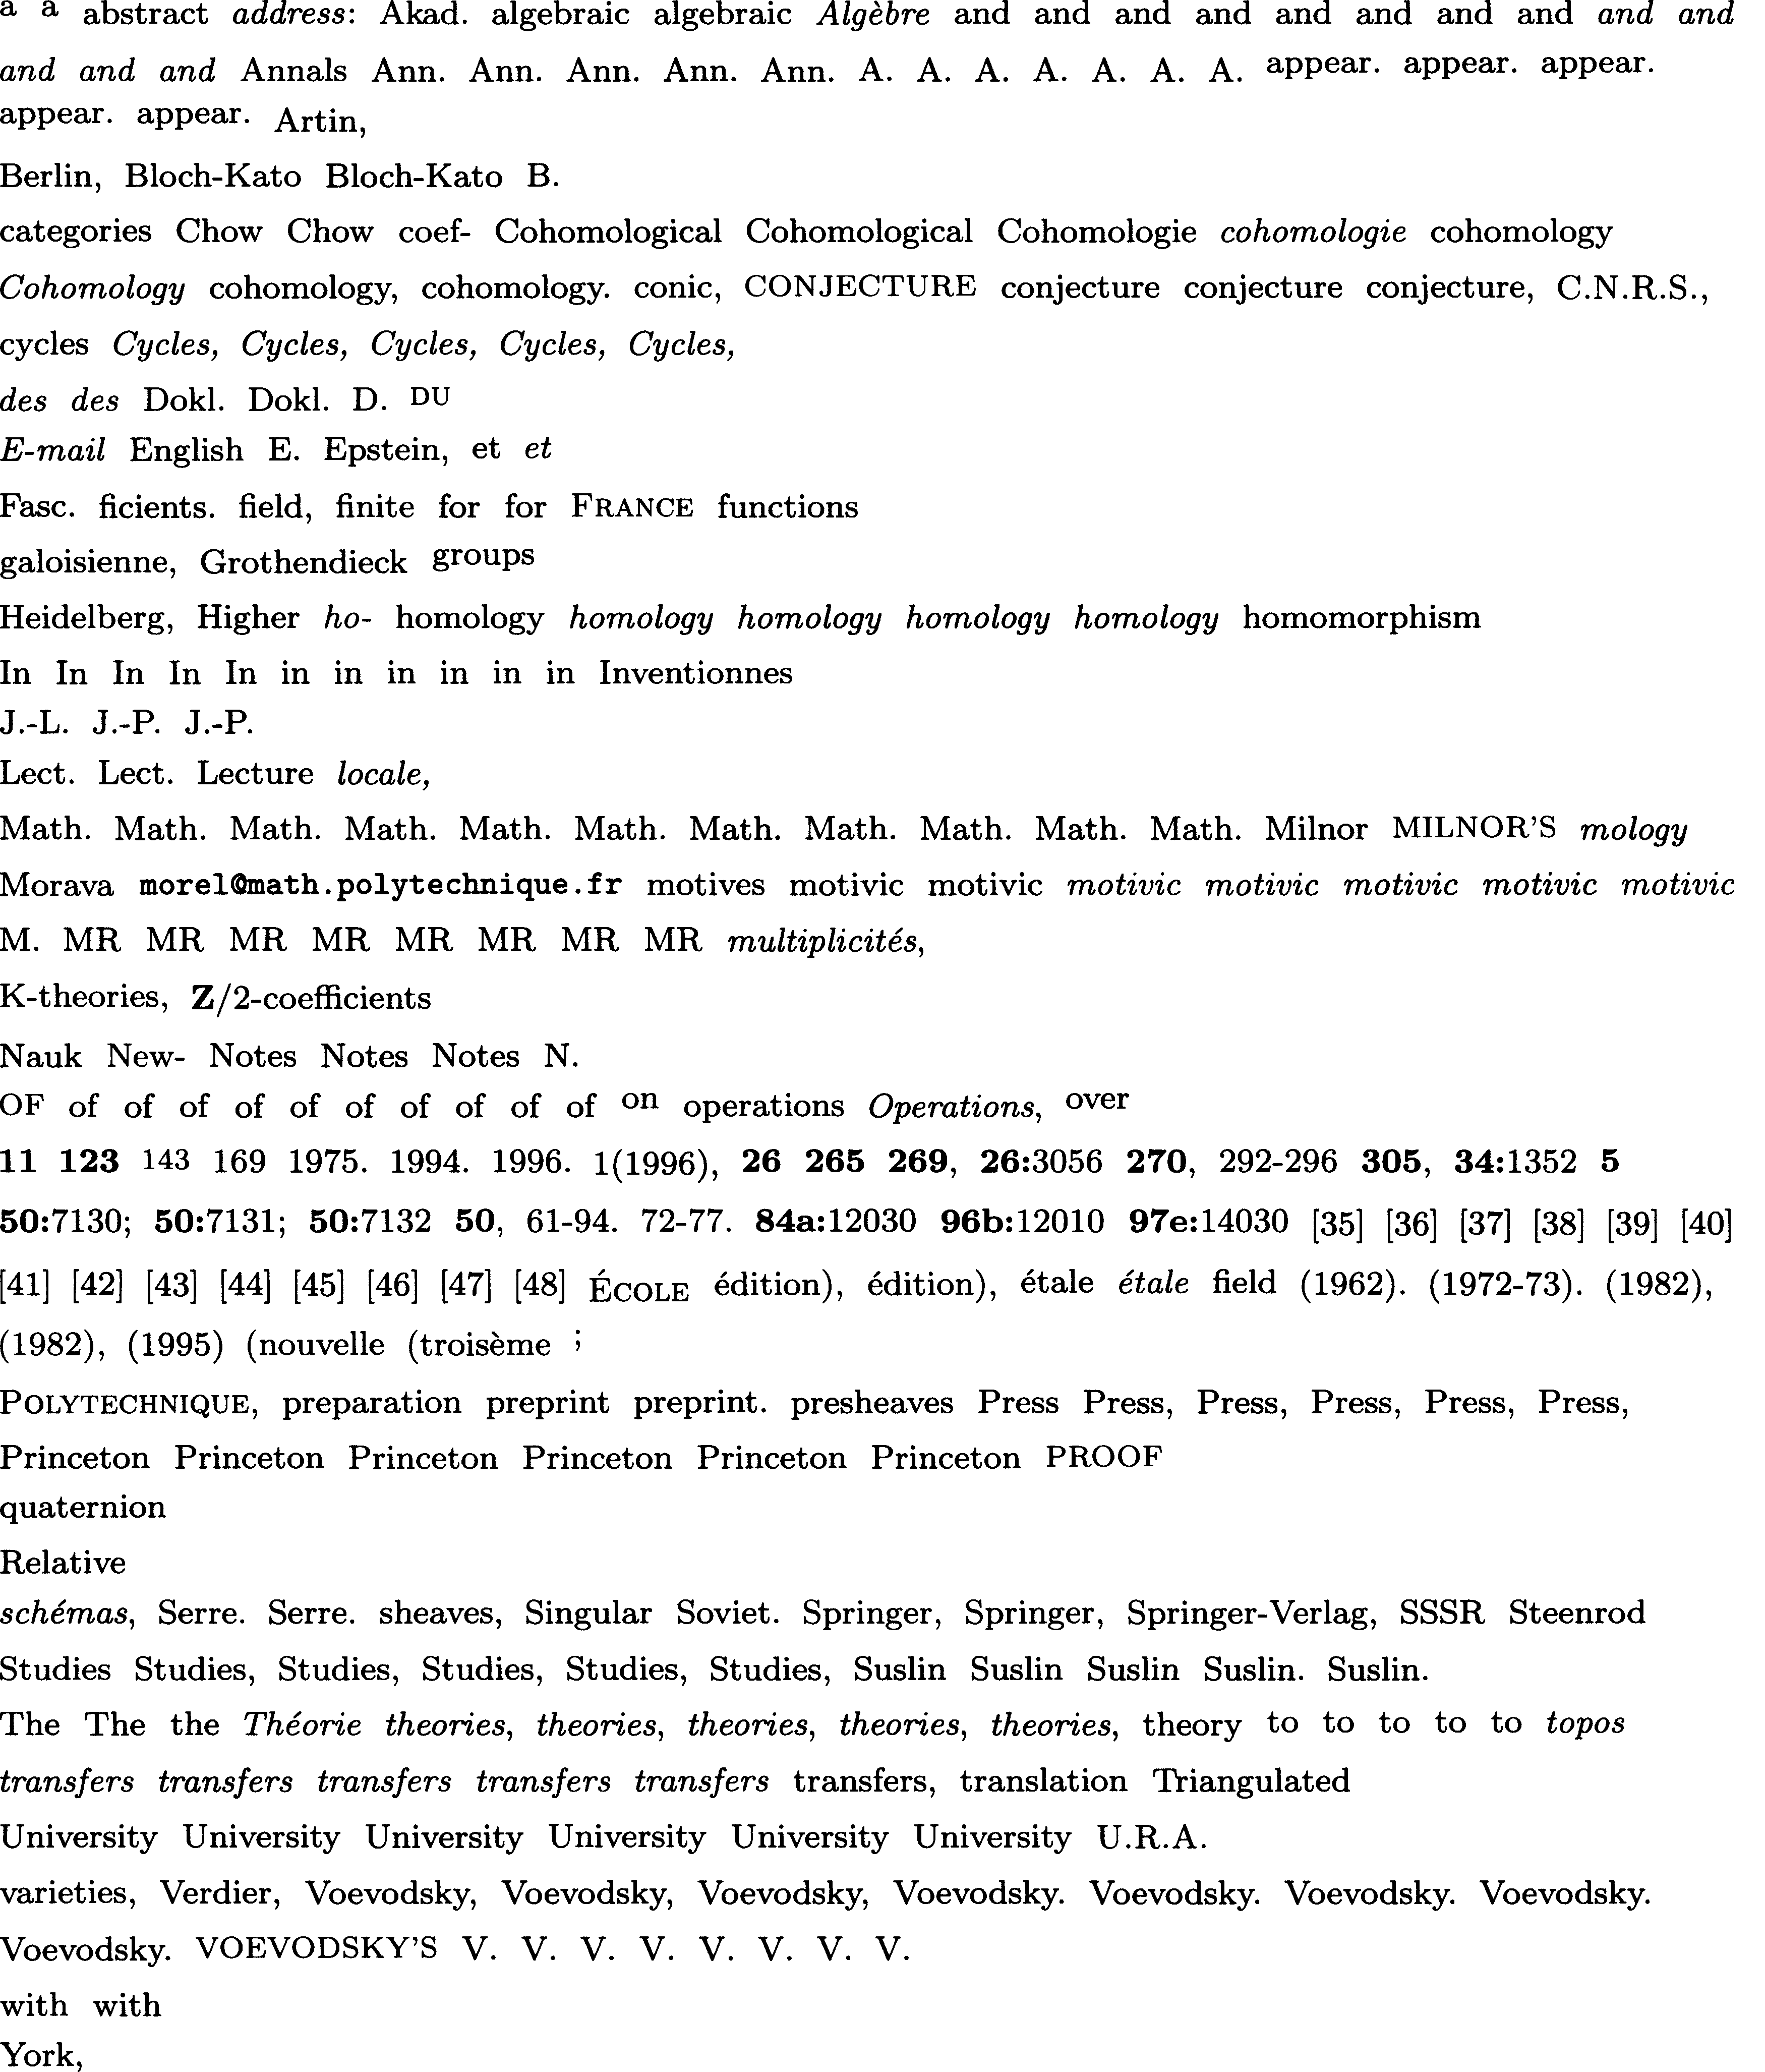 a a abstract address: Akad. algebraic algebraic Algèbre and and and and and and and and and and
and and and Annals Ann. Ann. Ann. Ann. Ann. A. A. A. A. A. A. A. appear. appear. appear.
appear. appear. Artin,
Berlin, Bloch-Kato Bloch-Kato B.
categories Chow Chow coef- Cohomological Cohomological Cohomologie cohomologie cohomology
Cohomology cohomology, cohomology. conic, CONJECTURE conjecture conjecture conjecture, C.N.R.S.,
cycles Cycles, Cycles, Cycles, Cycles, Cycles,
des des Dokl. Dokl. D. DU
E-mail English E. Epstein, et et
Fasc. ficients. field, finite for for FRANCE functions
galoisienne, Grothendieck groups
Heidelberg, Higher ho- homology homology homology homology homology homomorphism
In In In In In in in in in in in Inventionnes
J.-L. J.-P. J.-P.
Lect. Lect. Lecture locale,
Math. Math. Math. Math. Math. Math. Math. Math. Math. Math. Math. Milnor MILNOR'S mology
Morava morel@math.polytechnique.fr motives motivic motivic motivic motivic motivic motivic motivic
M. MR MR MR MR MR MR MR MR multiplicités,
K-theories, Z/2-coefficients
Nauk New- Notes Notes Notes N.
OF of of of of of of of of of of on operations Operations, over
11 123 143 169 1975. 1994. 1996. 1(1996), 26 265 269, 26:3056 270, 292-296 305, 34:1352 5
50:7130; 50:7131; 50:7132 50, 61-94. 72-77. 84a:12030 96b:12010 97e:14030 [35] [36] [37] [38] [39] [40]
[41] [42] [43] [44] [45] [46] [47] [48] ÉCOLE édition), édition), étale étale field (1962). (1972-73). (1982),
(1982), (1995) (nouvelle (troisème ;
POLYTECHNIQUE, preparation preprint preprint. presheaves Press Press, Press, Press, Press, Press,
Princeton Princeton Princeton Princeton Princeton Princeton PROOF
quaternion
Relative
schémas, Serre. Serre. sheaves, Singular Soviet. Springer, Springer, Springer-Verlag, SSSR Steenrod
Studies Studies, Studies, Studies, Studies, Studies, Suslin Suslin Suslin Suslin. Suslin.
The The the Théorie theories, theories, theories, theories, theories, theory to to to to to topos
transfers transfers transfers transfers transfers transfers, translation Triangulated
University University University University University University U.R.A.
varieties, Verdier, Voevodsky, Voevodsky, Voevodsky, Voevodsky. Voevodsky. Voevodsky. Voevodsky.
Voevodsky. VOEVODSKY'S V. V. V. V. V. V. V. V.
with with
York,